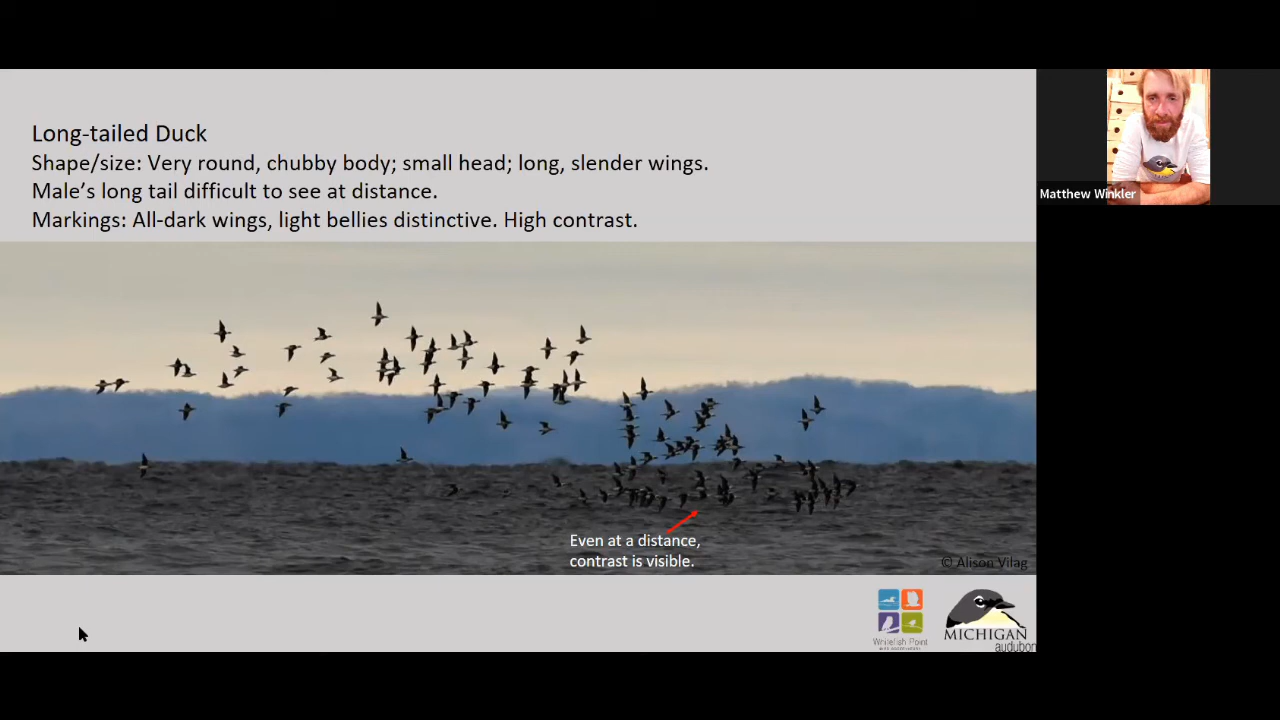 Long-tailed Duck
Shape/size: Very round, chubby body; small head; long, slender wings.
Male’s long tail difficult to see at distance.
Markings: All-dark wings, light bellies distinctive. High contrast.
Matthew Winkler
Even at a distance,
contrast is visible.
© Alison Vilag
Whitefish Point
MICHIGAN
audubon